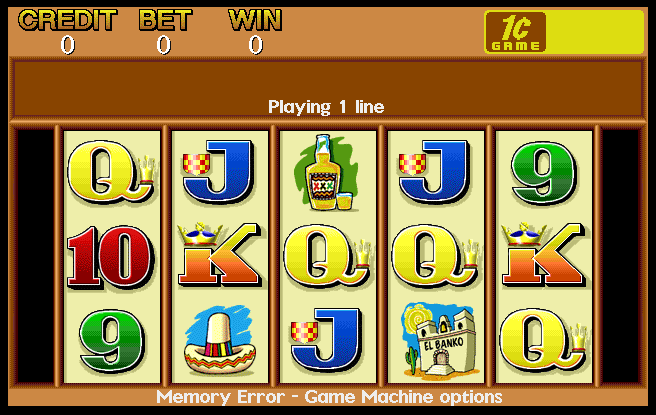 CREDIT BET WIN
0 0 0
1¢
GAME
Playing 1 line
Q J XXX J 9
10 K Q Q K
9 J EL BANKO Q
Memory Error - Game Machine options